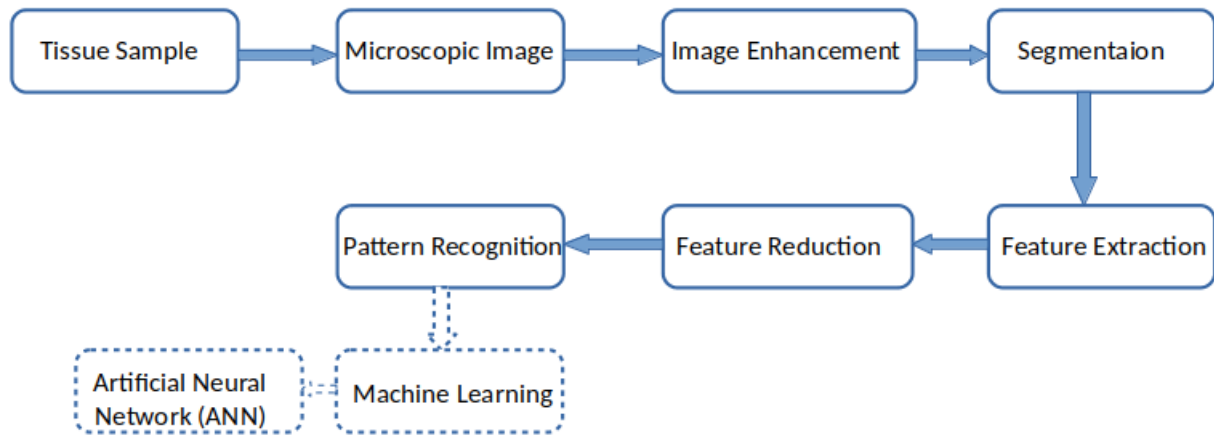 Tissue Sample
Microscopic Image
Image Enhancement
Segmentaion
Feature Extraction
Feature Reduction
Pattern Recognition
Machine Learning
Artificial Neural
Network (ANN)